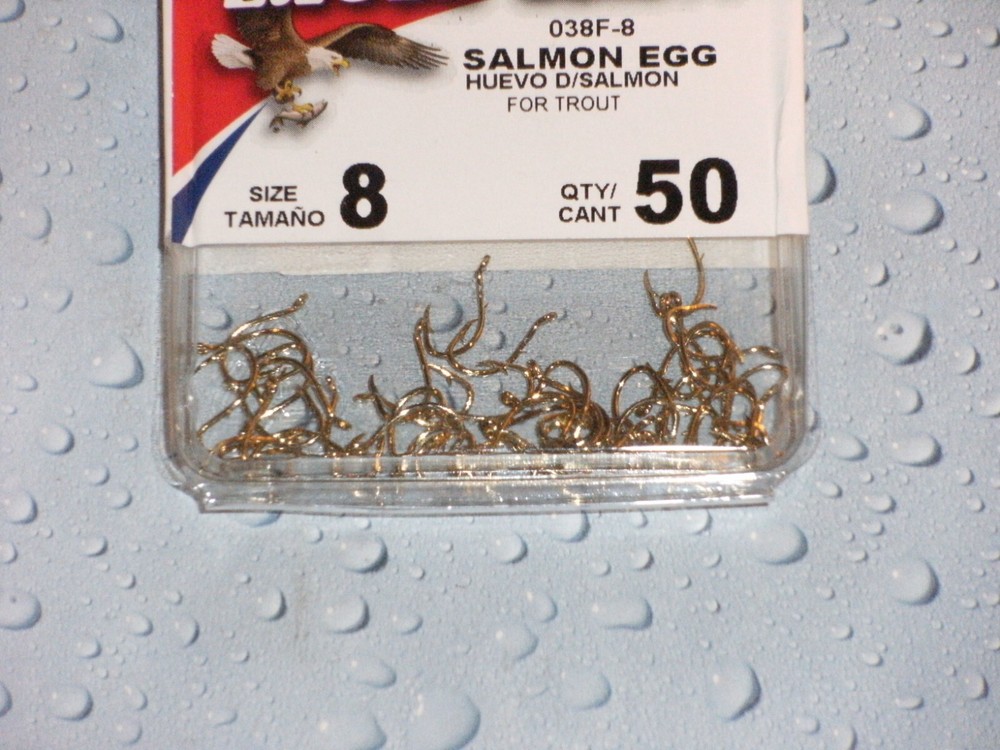 038F-8
SALMON EGG
HUEVO D/SALMON
FOR TROUT
SIZE
TAMAÑO 8
QTY/
CANT 50